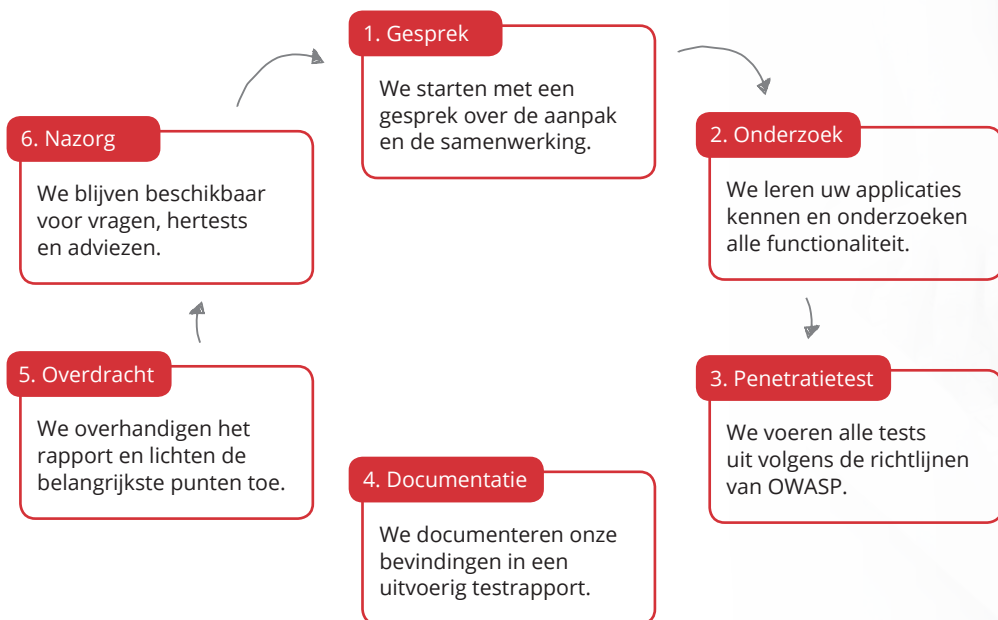 1. Gesprek
We starten met een
gesprek over de aanpak
en de samenwerking.
2. Onderzoek
We leren uw applicaties
kennen en onderzoeken
alle functionaliteit.
3. Penetratietest
We voeren alle tests
uit volgens de richtlijnen
van OWASP.
4. Documentatie
We documenteren onze
bevindingen in een
uitvoerig testrapport.
5. Overdracht
We overhandigen het
rapport en lichten de
belangrijkste punten toe.
6. Nazorg
We blijven beschikbaar
voor vragen, hertests
en adviezen.